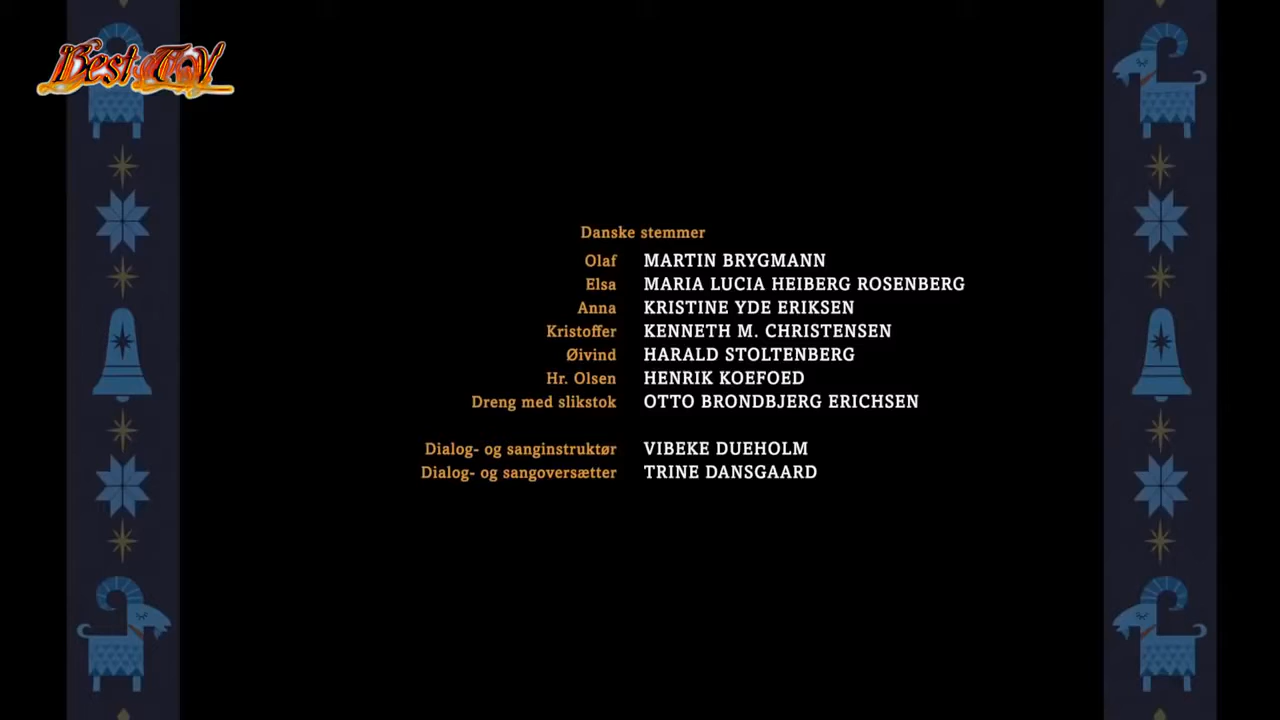 Best ToY
Danske stemmer
Olaf MARTIN BRYGMANN
Elsa MARIA LUCIA HEIBERG ROSENBERG
Anna KRISTINE YDE ERIKSEN
Kristoffer KENNETH M. CHRISTENSEN
Øivind HARALD STOLTENBERG
Hr. Olsen HENRIK KOEFOED
Dreng med slikstok OTTO BRONDBJERG ERICHSEN
Dialog- og sanginstruktør VIBEKE DUEHOLM
Dialog- og sangoversætter TRINE DANSGAARD